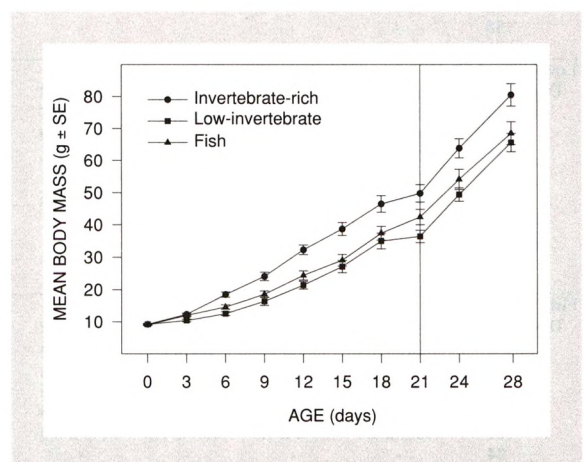 MEAN BODY MASS (g ± SE)
80
70
60
50
40
30
20
10
Invertebrate-rich
Low-invertebrate
Fish
0 3 6 9 12 15 18 21 24 28
AGE (days)